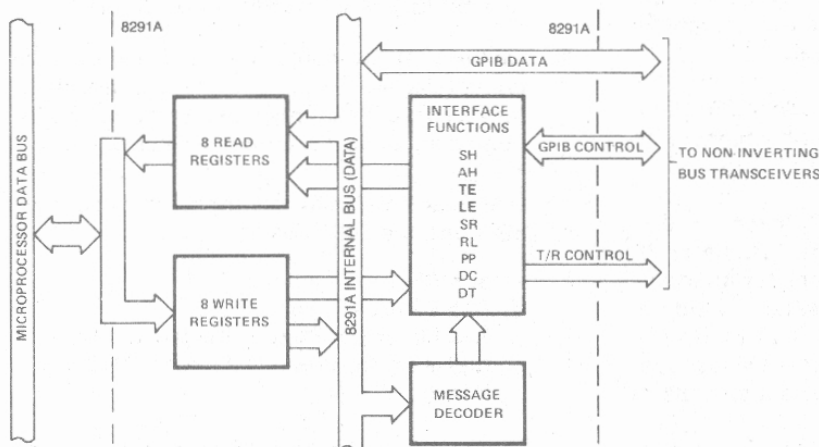 8291A
8291A
GPIB DATA
INTERFACE
FUNCTIONS
SH
AH
TE
LE
SR
RL
PP
DC
DT
8 READ
REGISTERS
8 WRITE
REGISTERS
MICROPROCESSOR DATA BUS
8291A INTERNAL BUS (DATA)
GPIB CONTROL
TO NON-INVERTING
BUS TRANSCEIVERS
T/R CONTROL
MESSAGE
DECODER